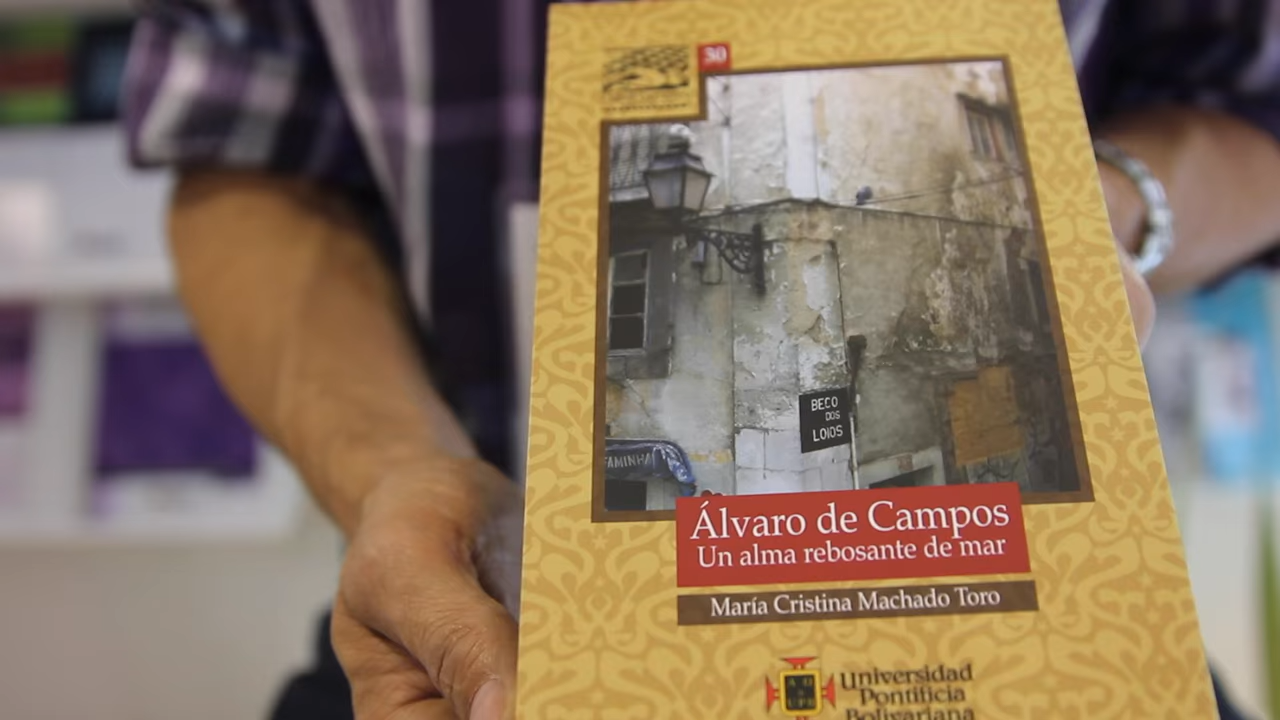 30
BECO
DOS
LOIOS
FAMINHA
Álvaro de Campos
Un alma rebosante de mar
María Cristina Machado Toro
Universidad
Pontificia
Bolivariana